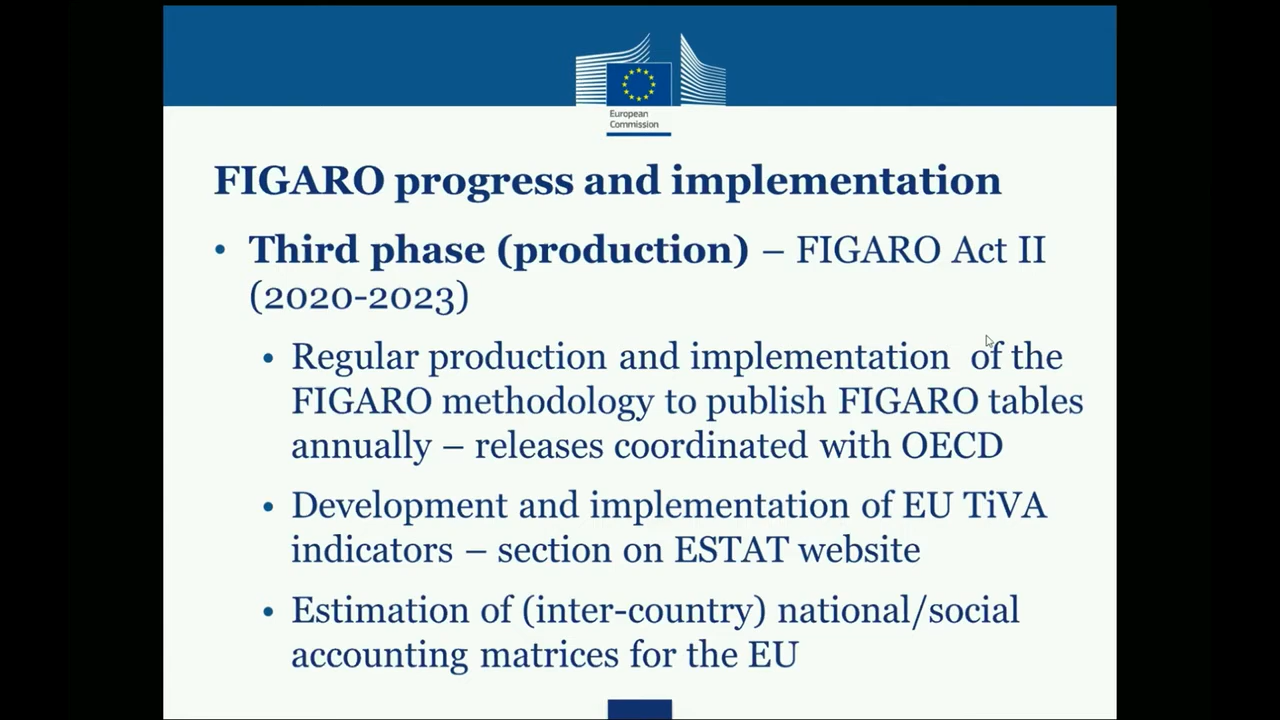 European
Commission
FIGARO progress and implementation
• Third phase (production) – FIGARO Act II
(2020-2023)
• Regular production and implementation of the
FIGARO methodology to publish FIGARO tables
annually – releases coordinated with OECD
• Development and implementation of EU TiVA
indicators – section on ESTAT website
• Estimation of (inter-country) national/social
accounting matrices for the EU